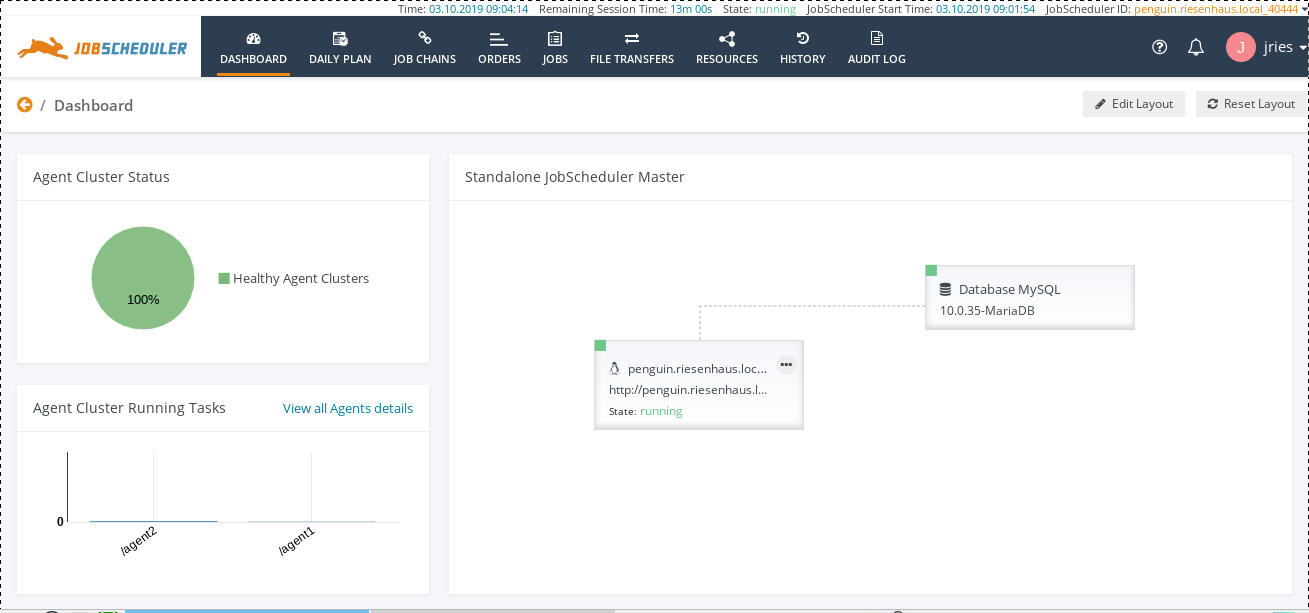 Time: 03.10.2019 09:04:14 Remaining Session Time: 13m 00s State: running JobScheduler Start Time: 03.10.2019 09:01:54 JobScheduler ID: penguin.riesenhaus.local_40444
JOBSCHEDULER
DASHBOARD DAILY PLAN JOB CHAINS ORDERS JOBS FILE TRANSFERS RESOURCES HISTORY AUDIT LOG
J jries
/ Dashboard
Edit Layout Reset Layout
Agent Cluster Status
100%
Healthy Agent Clusters
Agent Cluster Running Tasks View all Agents details
0
/agent2 /agent1
Standalone JobScheduler Master
Database MySQL
10.0.35-MariaDB
penguin.riesenhaus.loc...
http://penguin.riesenhaus.l...
State: running